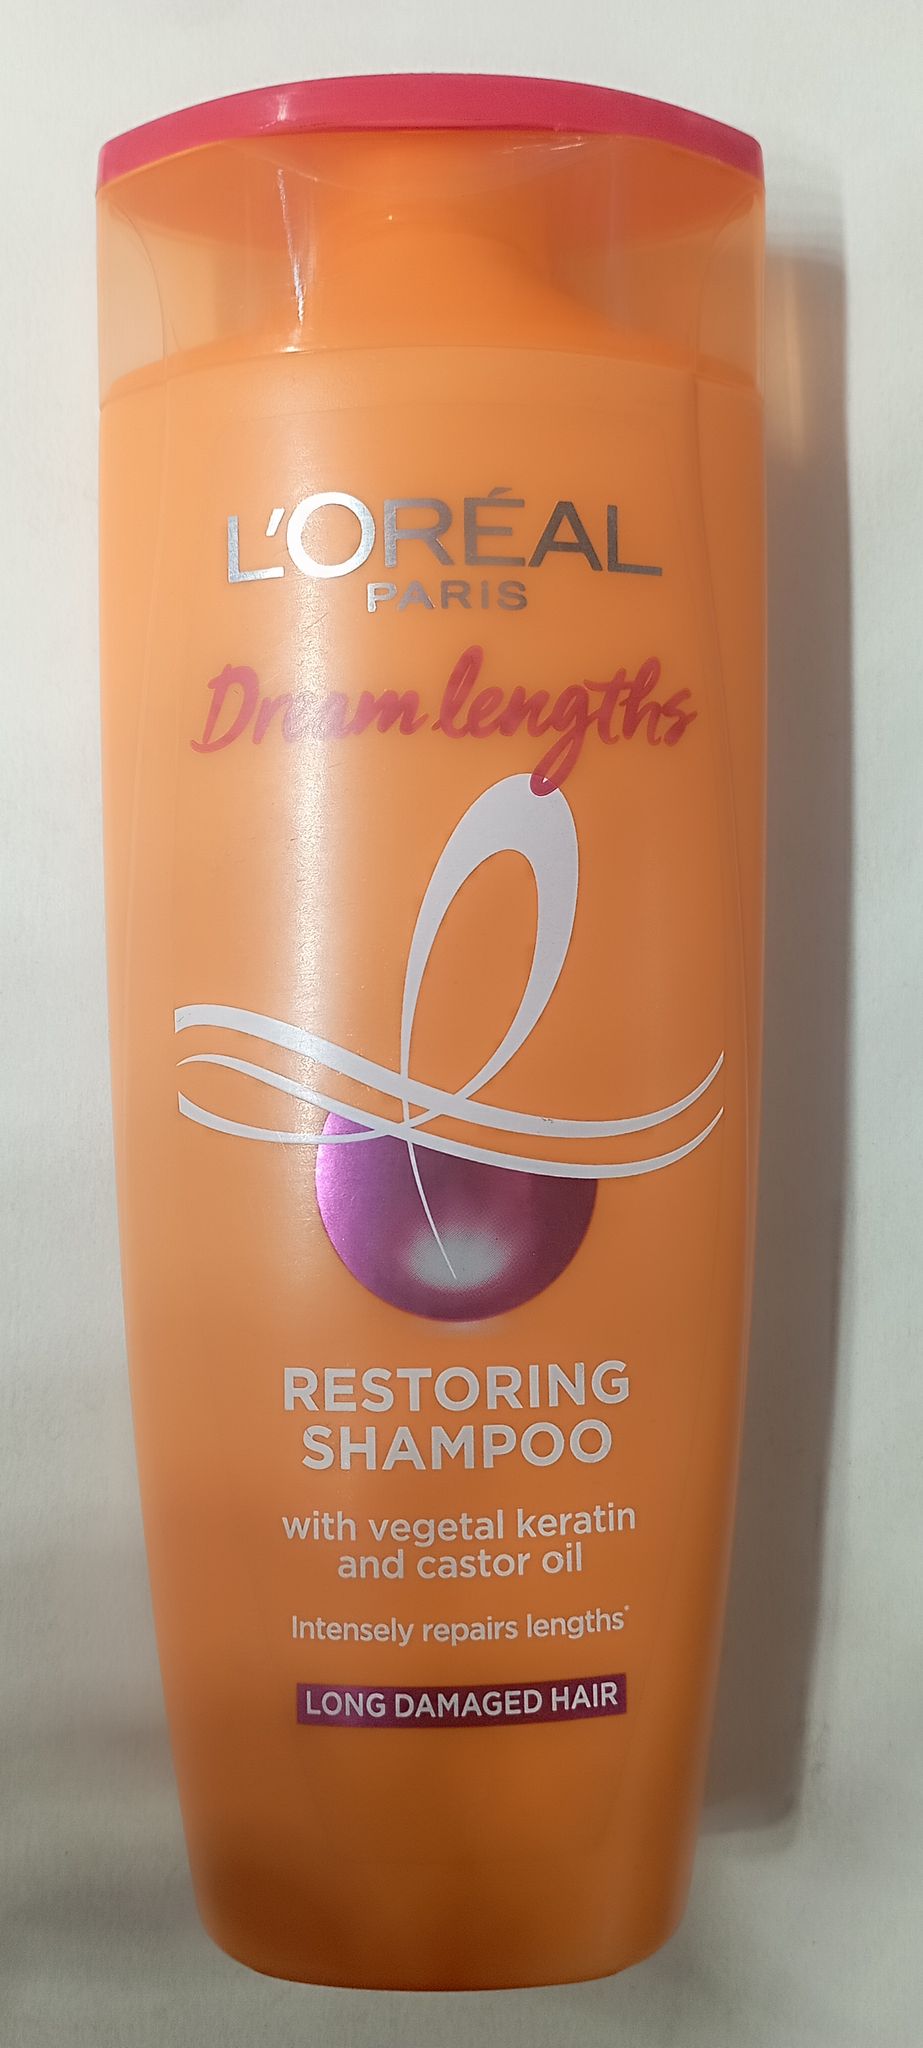 L'ORÉAL
PARIS
Dream lengths
RESTORING
SHAMPOO
with vegetal keratin
and castor oil
Intensely repairs lengths*
LONG DAMAGED HAIR